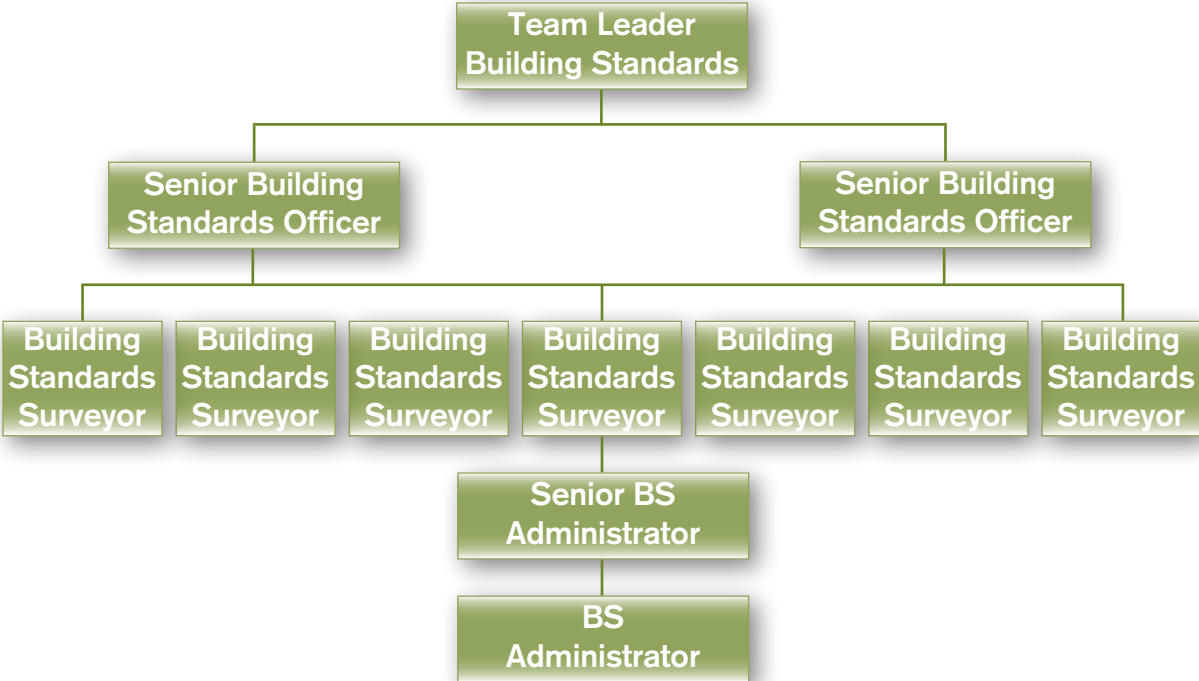 Team Leader
Building Standards
Senior Building
Standards Officer
Senior Building
Standards Officer
Building
Standards
Surveyor
Building
Standards
Surveyor
Building
Standards
Surveyor
Building
Standards
Surveyor
Building
Standards
Surveyor
Building
Standards
Surveyor
Building
Standards
Surveyor
Senior BS
Administrator
BS
Administrator